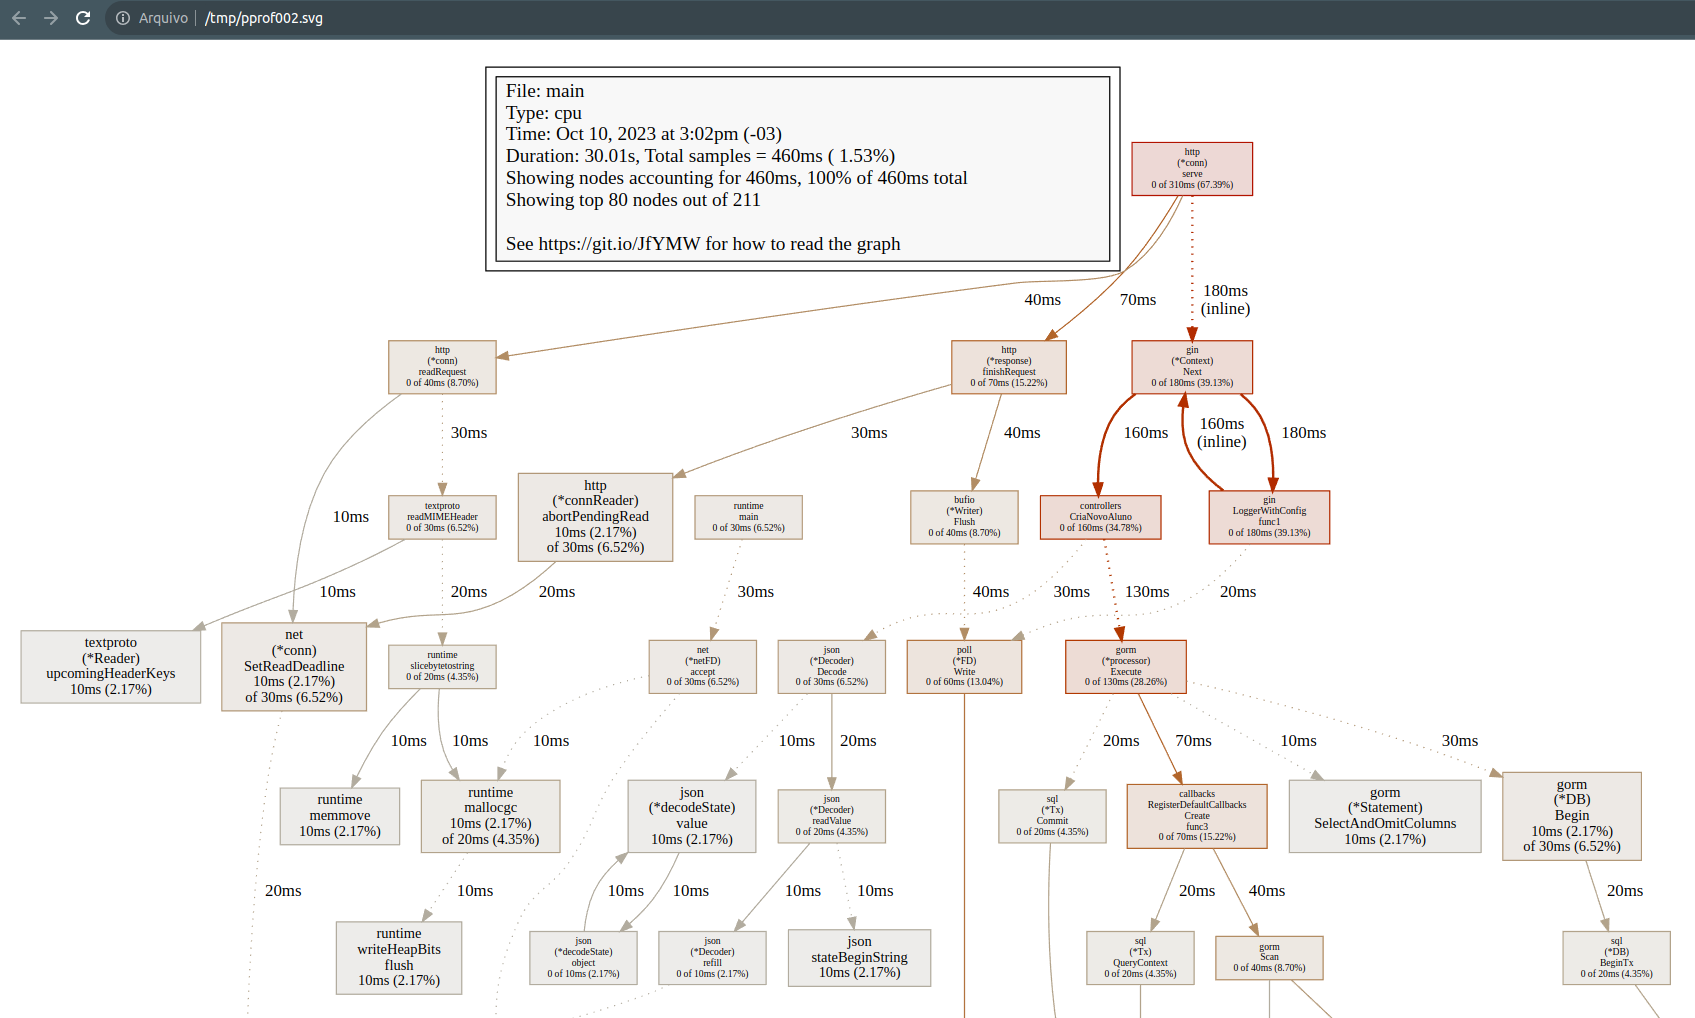 Arquivo /tmp/pprof002.svg
File: main
Type: cpu
Time: Oct 10, 2023 at 3:02pm (-03)
Duration: 30.01s, Total samples = 460ms ( 1.53%)
Showing nodes accounting for 460ms, 100% of 460ms total
Showing top 80 nodes out of 211
See https://git.io/JfYMW for how to read the graph
http
(*conn)
serve
0 of 310ms (67.39%)
40ms
70ms
180ms
(inline)
http
(*conn)
readRequest
0 of 40ms (8.70%)
http
(*response)
finishRequest
0 of 70ms (15.22%)
gin
(*Context)
Next
0 of 180ms (39.13%)
30ms
30ms
40ms
160ms
160ms
(inline)
180ms
10ms
textproto
readMIMEHeader
0 of 30ms (6.52%)
http
(*connReader)
abortPendingRead
10ms (2.17%)
of 30ms (6.52%)
runtime
main
0 of 30ms (6.52%)
bufio
(*Writer)
Flush
0 of 40ms (8.70%)
controllers
CriaNovoAluno
0 of 160ms (34.78%)
gin
LoggerWithConfig
func1
0 of 180ms (39.13%)
10ms
20ms
20ms
30ms
40ms
30ms
130ms
20ms
textproto
(*Reader)
upcomingHeaderKeys
10ms (2.17%)
net
(*conn)
SetReadDeadline
10ms (2.17%)
of 30ms (6.52%)
runtime
slicebytetostring
0 of 20ms (4.35%)
net
(*netFD)
accept
0 of 30ms (6.52%)
json
(*Decoder)
Decode
0 of 30ms (6.52%)
poll
(*FD)
Write
0 of 60ms (13.04%)
gorm
(*processor)
Execute
0 of 130ms (28.26%)
10ms
10ms
10ms
10ms
20ms
20ms
70ms
10ms
30ms
runtime
memmove
10ms (2.17%)
runtime
mallocgc
10ms (2.17%)
of 20ms (4.35%)
json
(*decodeState)
value
10ms (2.17%)
json
(*Decoder)
readValue
0 of 20ms (4.35%)
sql
(*Tx)
Commit
0 of 20ms (4.35%)
callbacks
RegisterDefaultCallbacks
Create
func3
0 of 70ms (15.22%)
gorm
(*Statement)
SelectAndOmitColumns
10ms (2.17%)
gorm
(*DB)
Begin
10ms (2.17%)
of 30ms (6.52%)
20ms
10ms
10ms
10ms
10ms
10ms
20ms
40ms
20ms
runtime
writeHeapBits
flush
10ms (2.17%)
json
(*decodeState)
object
0 of 10ms (2.17%)
json
(*Decoder)
refill
0 of 10ms (2.17%)
json
stateBeginString
10ms (2.17%)
sql
(*Tx)
QueryContext
0 of 20ms (4.35%)
gorm
Scan
0 of 40ms (8.70%)
sql
(*DB)
BeginTx
0 of 20ms (4.35%)